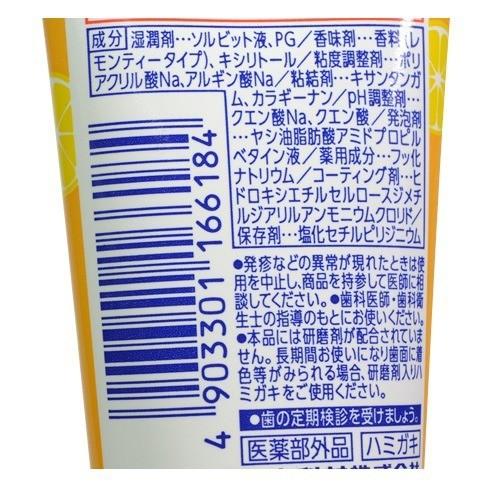 成分 湿潤剤…ソルビット液、PG／香味剤…香料(レ
モンティータイプ)、キシリトール／粘度調整剤…ポリ
アクリル酸Na、アルギン酸Na／粘結剤…キサンタンガ
ム、カラギーナン／pH調整剤…
クエン酸Na、クエン酸／発泡剤
…ヤシ油脂肪酸アミドプロピル
ベタイン液／薬用成分…フッ化
ナトリウム／コーティング剤…ヒ
ドロキシエチルセルロースジメチ
ルジアリルアンモニウムクロリド／
保存剤…塩化セチルピリジニウム
●発疹などの異常が現れたときは使
用を中止し、商品を持参して医師に相
談してください。●歯科医師・歯科衛
生士の指導のもとにお使いください。
●本品には研磨剤が配合されていま
せん。長期間お使いになり歯面に着
色等がみられる場合、研磨剤入りハ
ミガキをご使用ください。
●歯の定期検診を受けましょう。
医薬部外品 ハミガキ
4 903301 166184